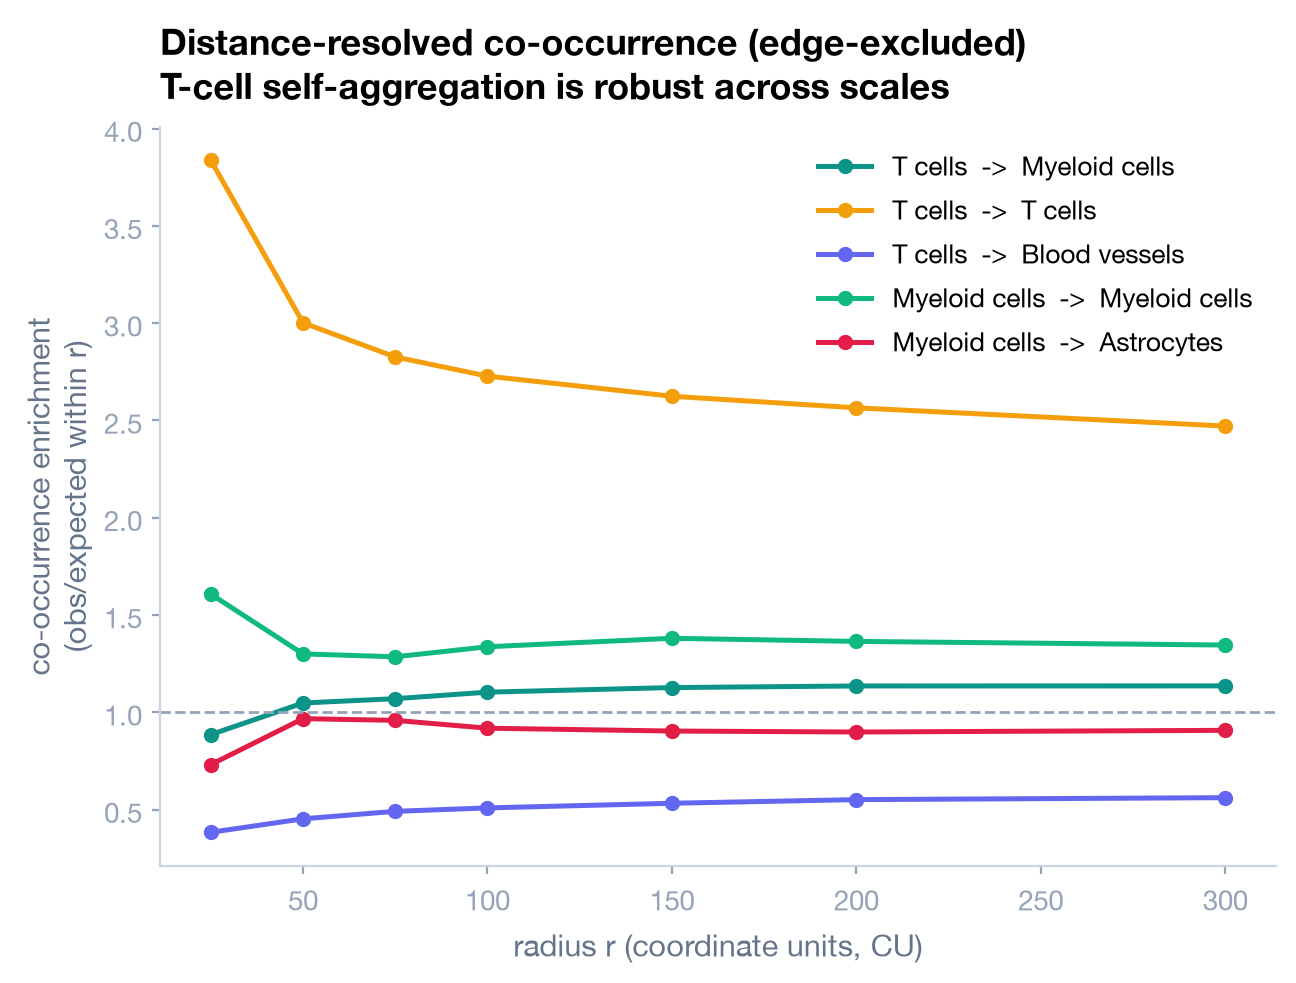 Distance-resolved co-occurrence (edge-excluded)
T-cell self-aggregation is robust across scales
T cells -> Myeloid cells
T cells -> T cells
T cells -> Blood vessels
Myeloid cells -> Myeloid cells
Myeloid cells -> Astrocytes
co-occurrence enrichment
(obs/expected within r)
4.0
3.5
3.0
2.5
2.0
1.5
1.0
0.5
50 100 150 200 250 300
radius r (coordinate units, CU)